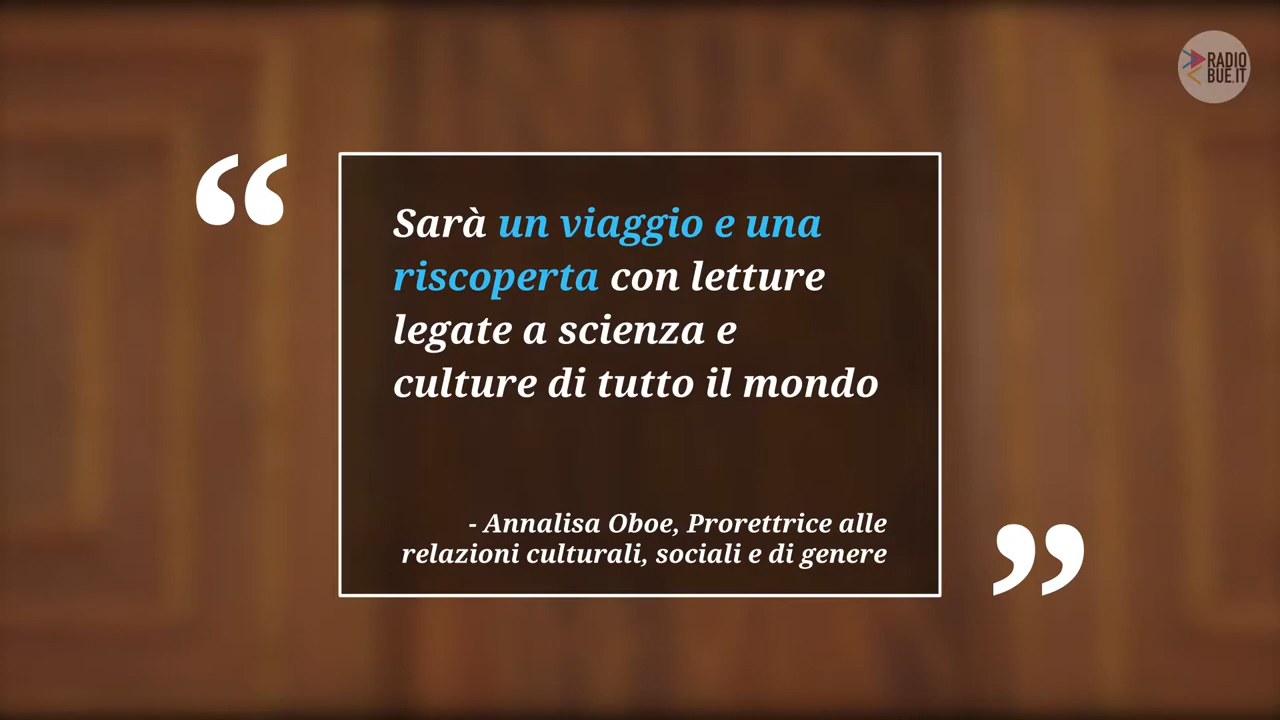 RADIO
BUE.IT
“
Sarà un viaggio e una
riscoperta con letture
legate a scienza e
culture di tutto il mondo
- Annalisa Oboe, Prorettrice alle
relazioni culturali, sociali e di genere
”